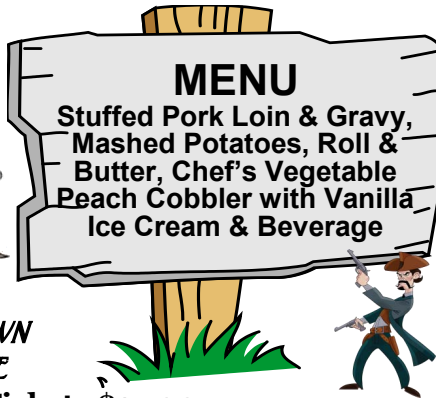 MENU
Stuffed Pork Loin & Gravy,
Mashed Potatoes, Roll &
Butter, Chef's Vegetable
Peach Cobbler with Vanilla
Ice Cream & Beverage